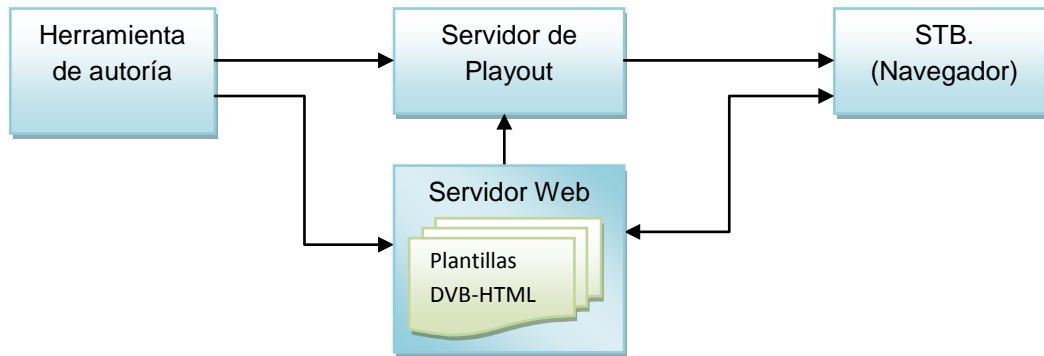 Herramienta
de autoría
Servidor de
Playout
STB.
(Navegador)
Servidor Web
Plantillas
DVB-HTML